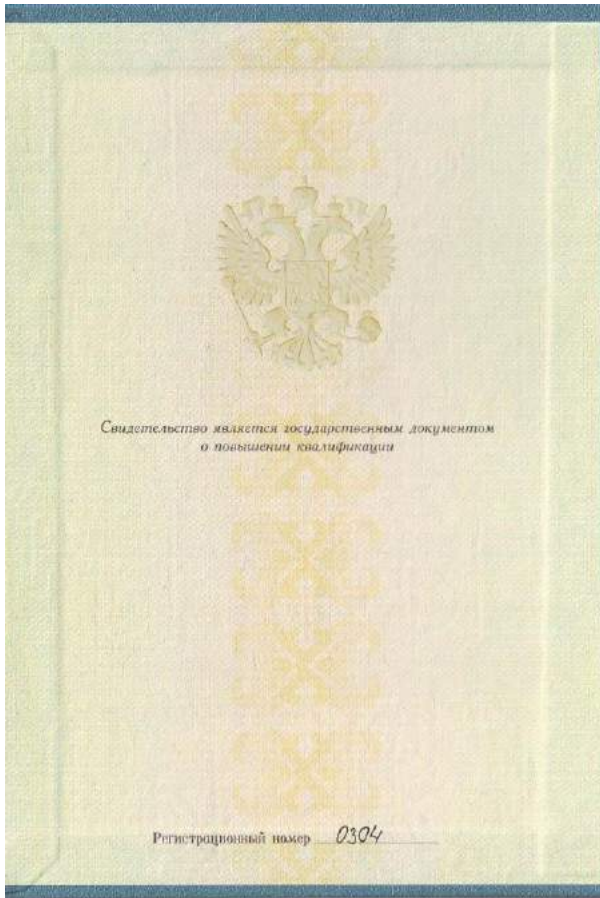 Свидетельство является государственным документом
о повышении квалификации
Регистрационный номер 0304